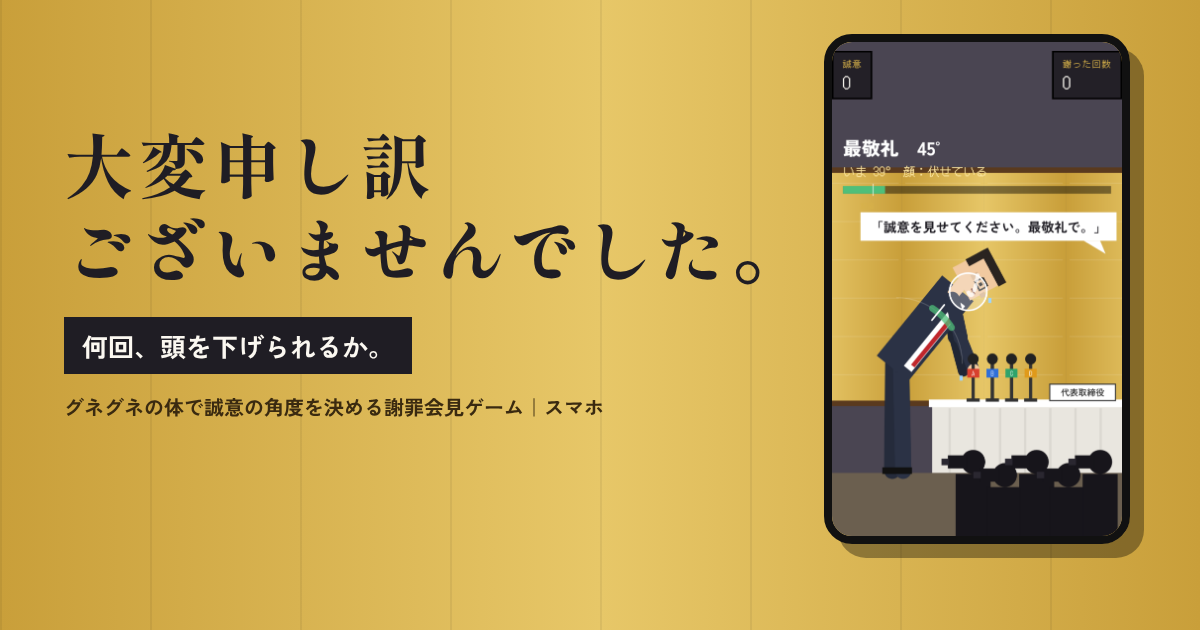 大変申し訳
ございませんでした。
何回、頭を下げられるか。
グネグネの体で誠意の角度を決める謝罪会見ゲーム｜スマホ
誠意
0
謝った回数
0
最敬礼 45°
いま 39° 顔：伏せている
「誠意を見せてください。最敬礼で。」
代表取締役